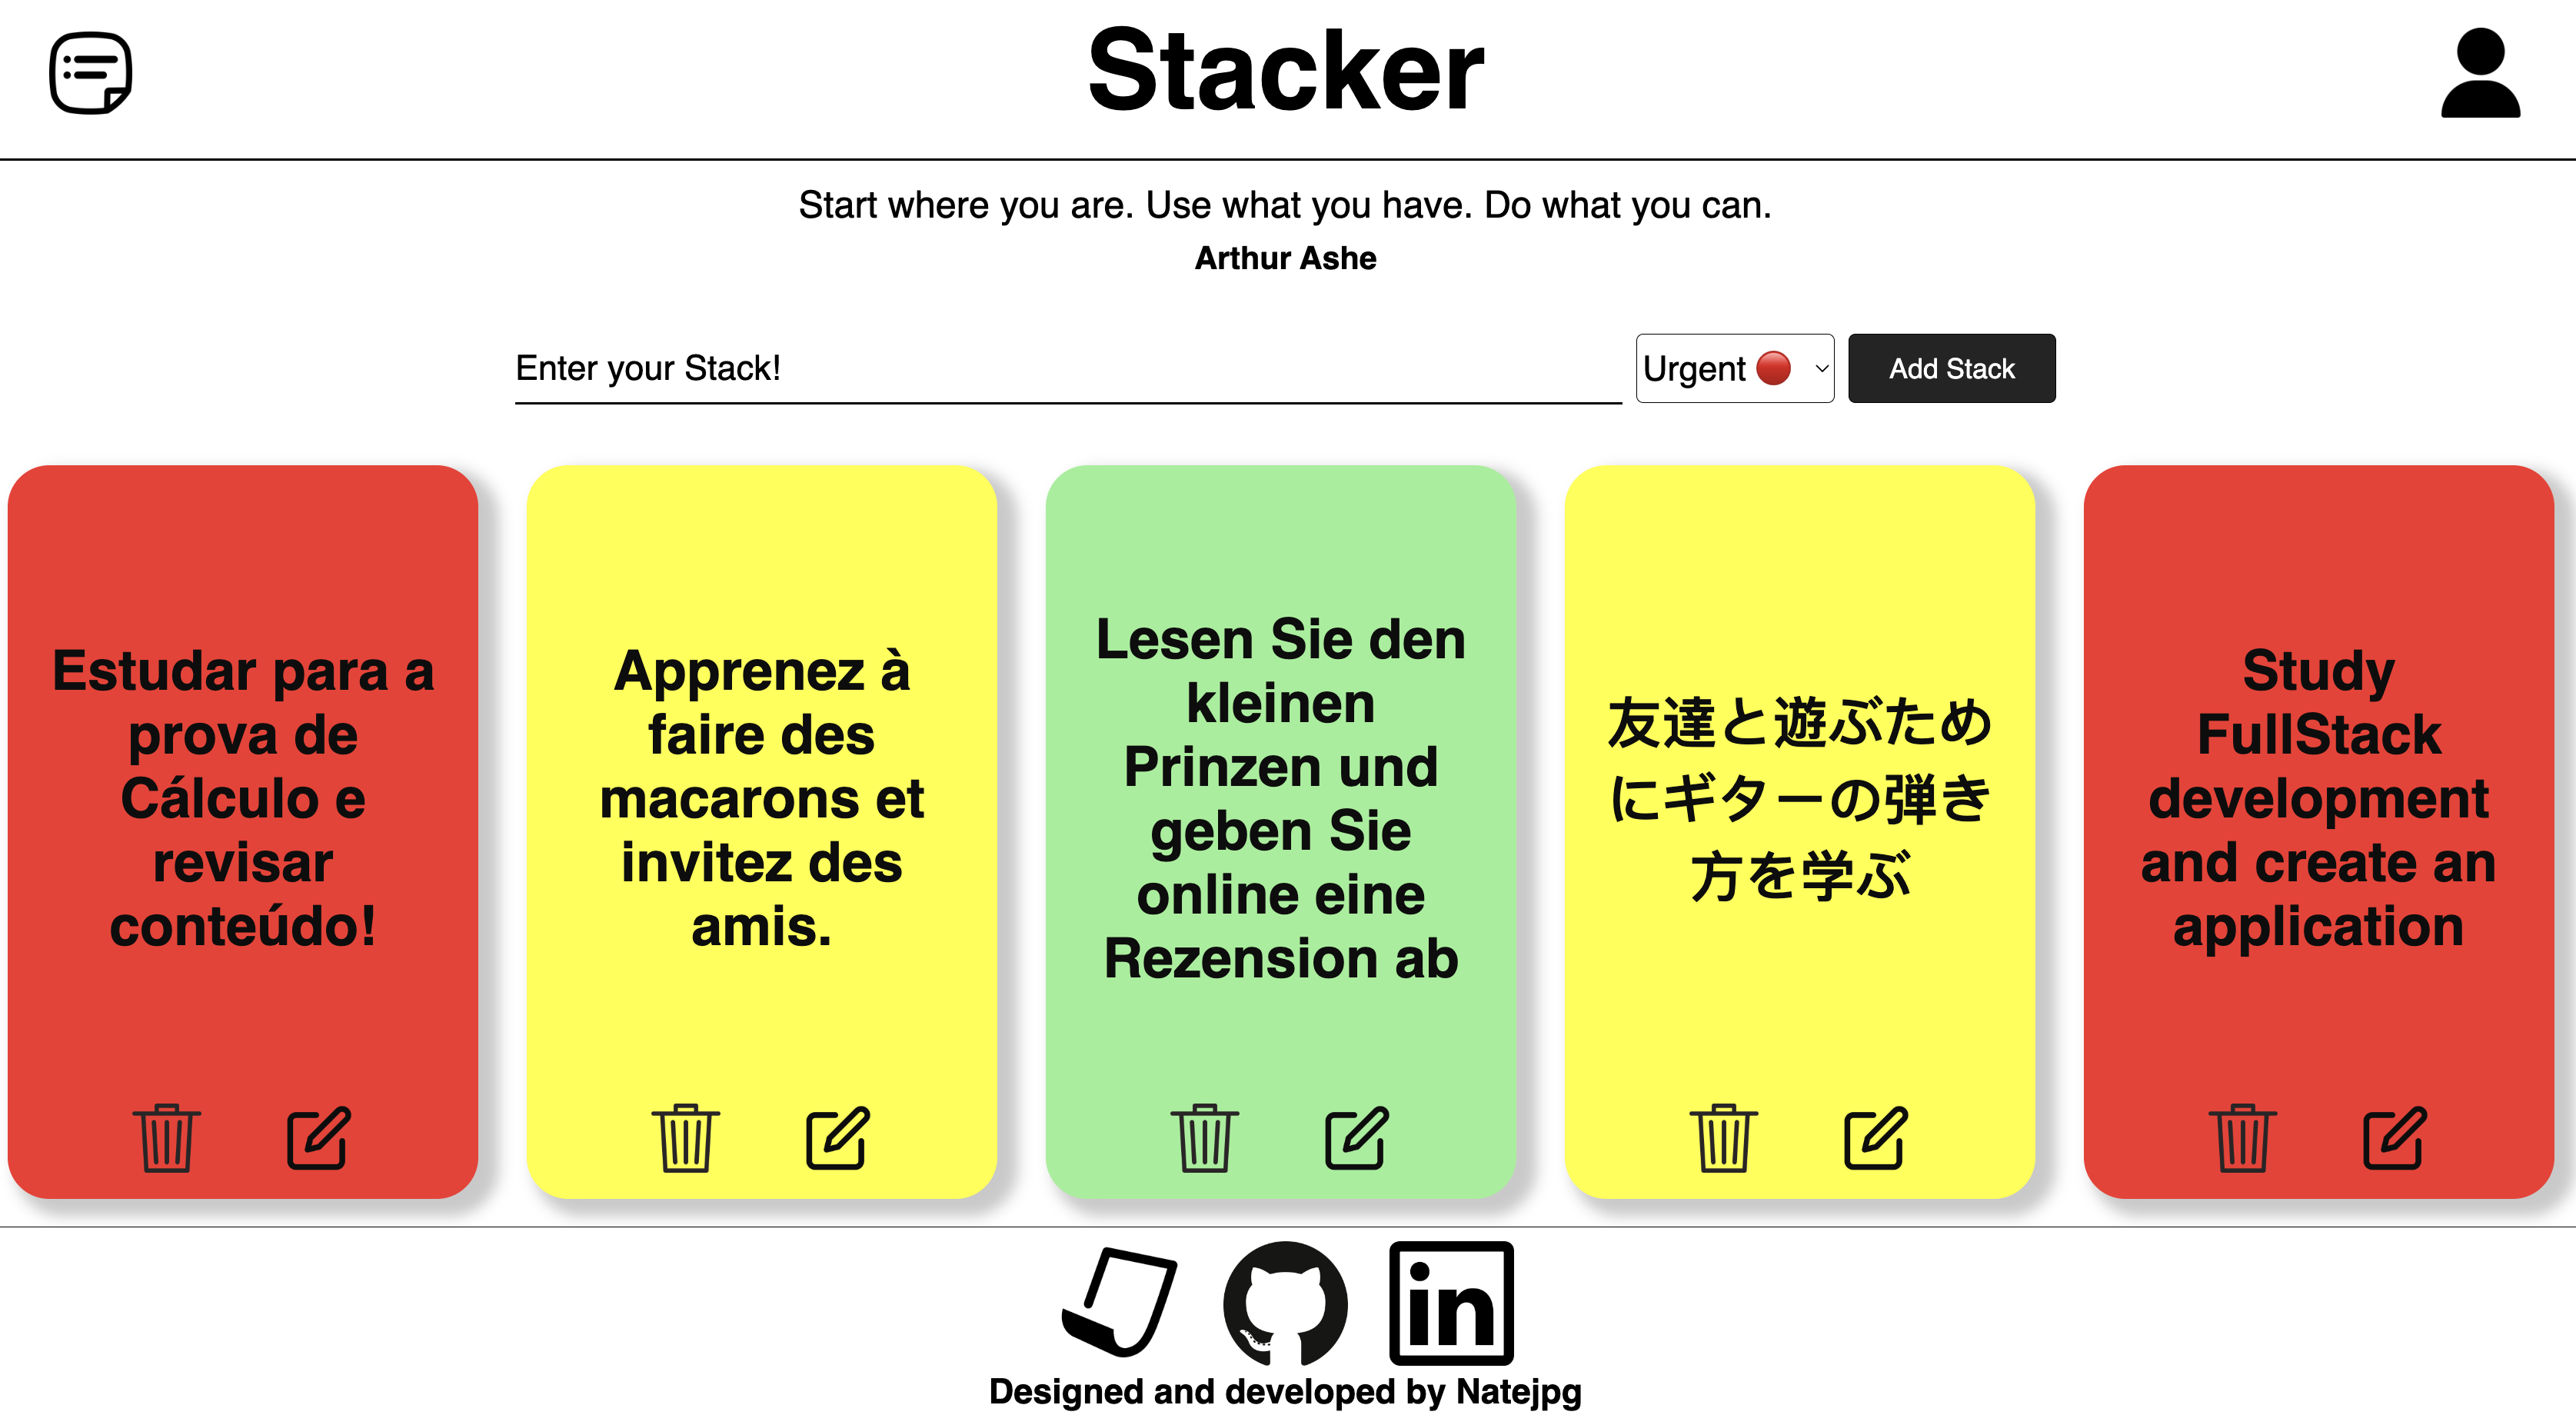 Stacker
Start where you are. Use what you have. Do what you can.
Arthur Ashe
Enter your Stack!
Urgent 🔴
Add Stack
Estudar para a
prova de
Cálculo e
revisar
conteúdo!
Apprenez à
faire des
macarons et
invitez des
amis.
Lesen Sie den
kleinen
Prinzen und
geben Sie
online eine
Rezension ab
友達と遊ぶため
にギターの弾き
方を学ぶ
Study
FullStack
development
and create an
application
in
Designed and developed by Natejpg